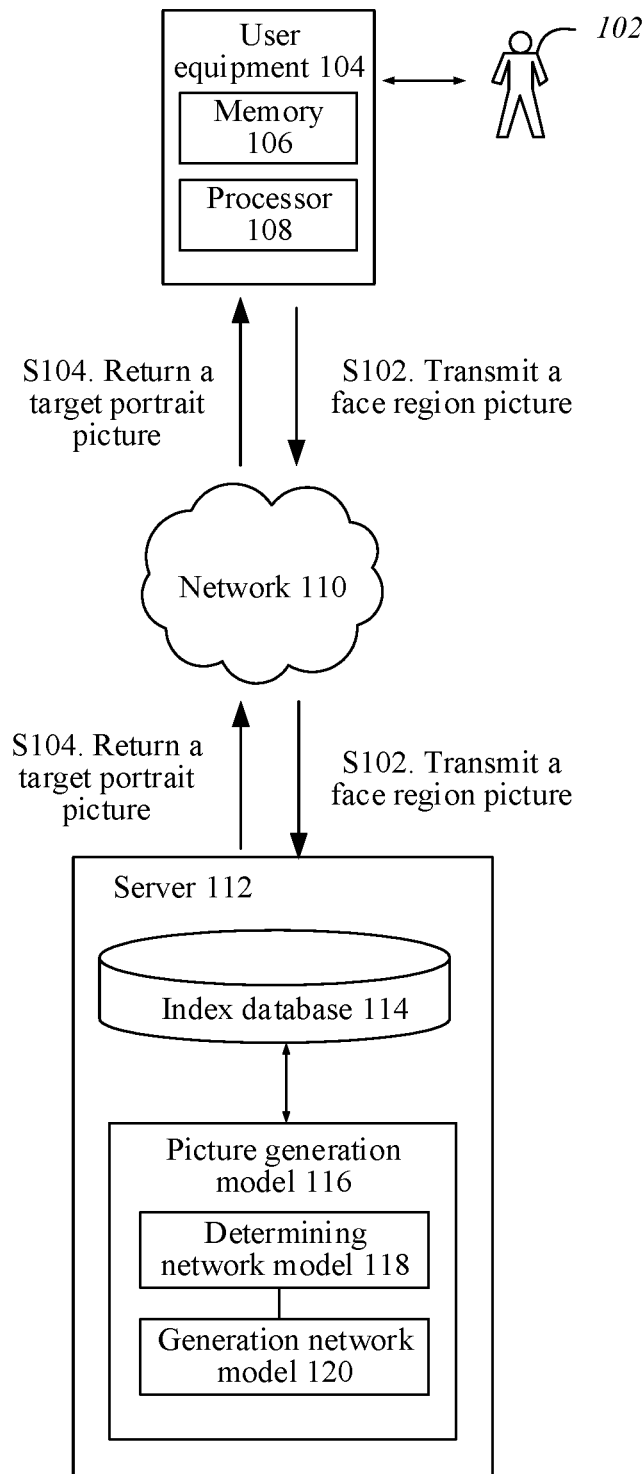 102
User
equipment 104
Memory
106
Processor
108
S104. Return a
target portrait
picture
S102. Transmit a
face region picture
Network 110
S104. Return a
target portrait
picture
S102. Transmit a
face region picture
Server 112
Index database 114
Picture generation
model 116
Determining
network model 118
Generation network
model 120